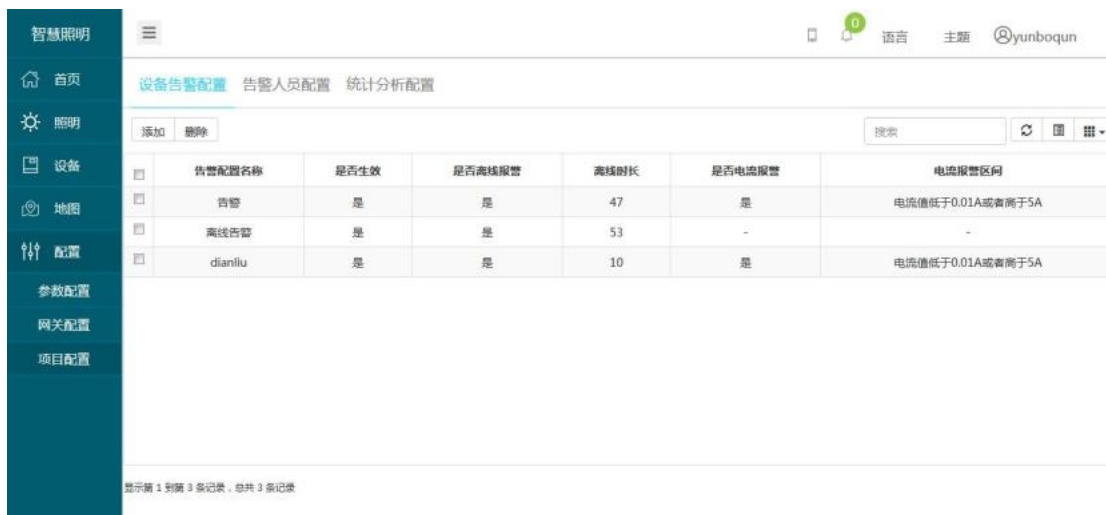 智慧照明
0
语言 主题 yunboqun
首页
照明
设备
地图
配置
参数配置
网关配置
项目配置
设备告警配置 告警人员配置 统计分析配置
添加 删除 搜索
告警配置名称 是否生效 是否离线报警 离线时长 是否电流报警 电流报警区间
告警 是 是 47 是 电流值低于0.01A或者高于5A
离线告警 是 是 53 - -
dianliu 是 是 10 是 电流值低于0.01A或者高于5A
显示第 1 到第 3 条记录,总共 3 条记录